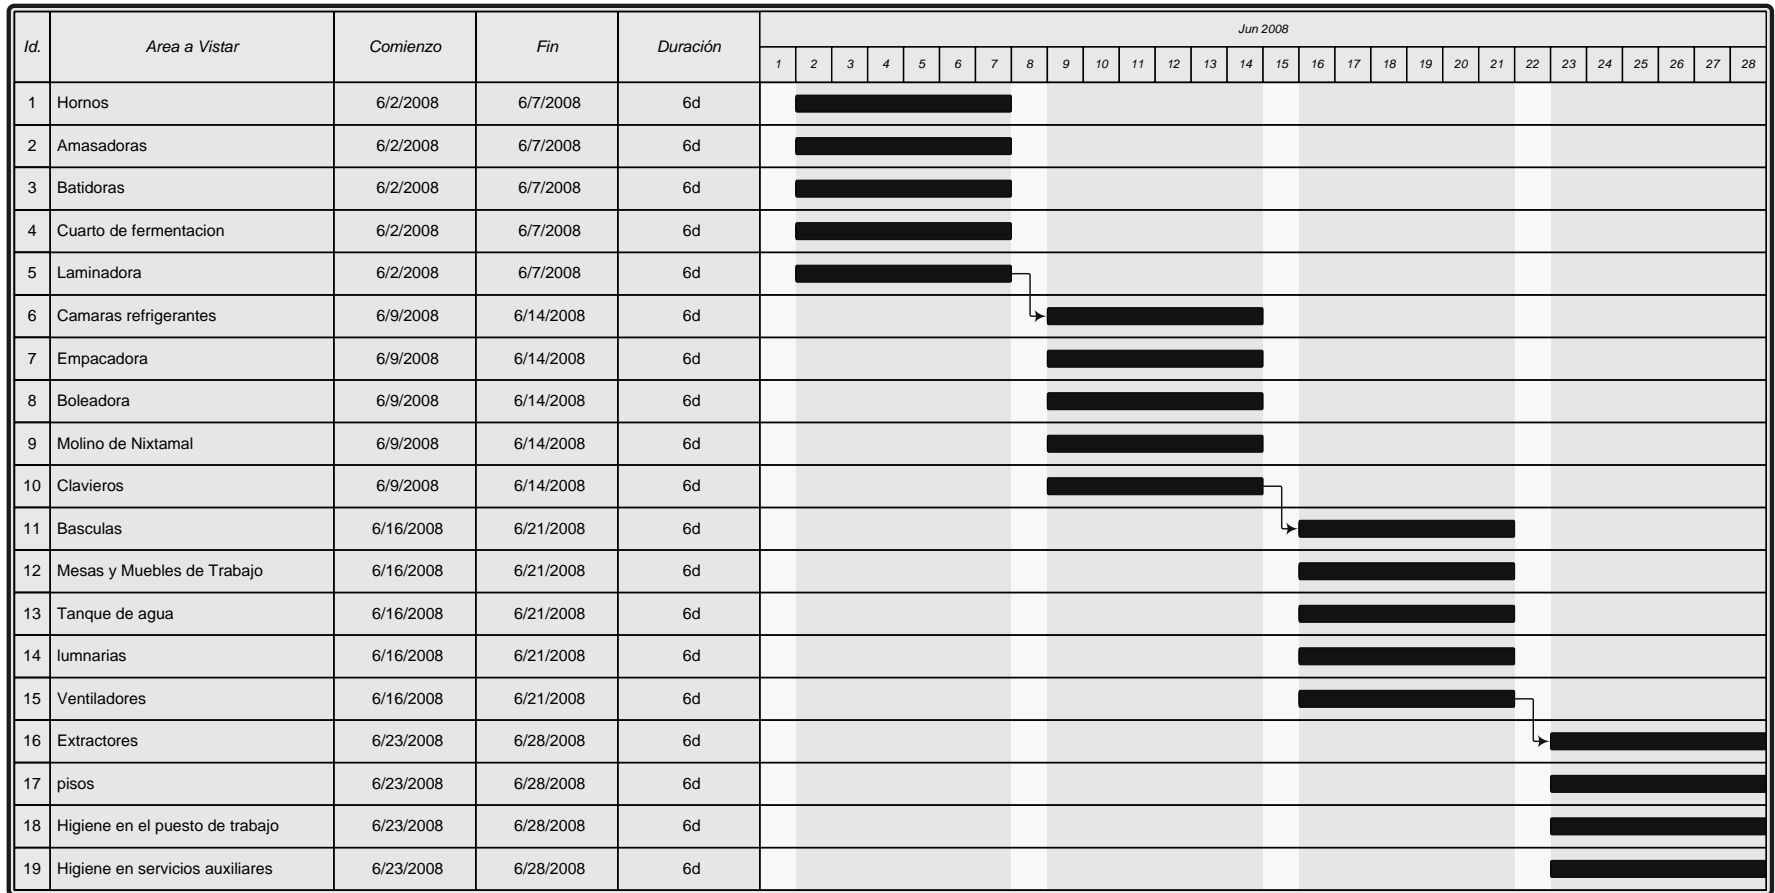 Id. Area a Vistar Comienzo Fin Duración Jun 2008
1 2 3 4 5 6 7 8 9 10 11 12 13 14 15 16 17 18 19 20 21 22 23 24 25 26 27 28
1 Hornos 6/2/2008 6/7/2008 6d
2 Amasadoras 6/2/2008 6/7/2008 6d
3 Batidoras 6/2/2008 6/7/2008 6d
4 Cuarto de fermentacion 6/2/2008 6/7/2008 6d
5 Laminadora 6/2/2008 6/7/2008 6d
6 Camaras refrigerantes 6/9/2008 6/14/2008 6d
7 Empacadora 6/9/2008 6/14/2008 6d
8 Boleadora 6/9/2008 6/14/2008 6d
9 Molino de Nixtamal 6/9/2008 6/14/2008 6d
10 Clavieros 6/9/2008 6/14/2008 6d
11 Basculas 6/16/2008 6/21/2008 6d
12 Mesas y Muebles de Trabajo 6/16/2008 6/21/2008 6d
13 Tanque de agua 6/16/2008 6/21/2008 6d
14 lumnarias 6/16/2008 6/21/2008 6d
15 Ventiladores 6/16/2008 6/21/2008 6d
16 Extractores 6/23/2008 6/28/2008 6d
17 pisos 6/23/2008 6/28/2008 6d
18 Higiene en el puesto de trabajo 6/23/2008 6/28/2008 6d
19 Higiene en servicios auxiliares 6/23/2008 6/28/2008 6d